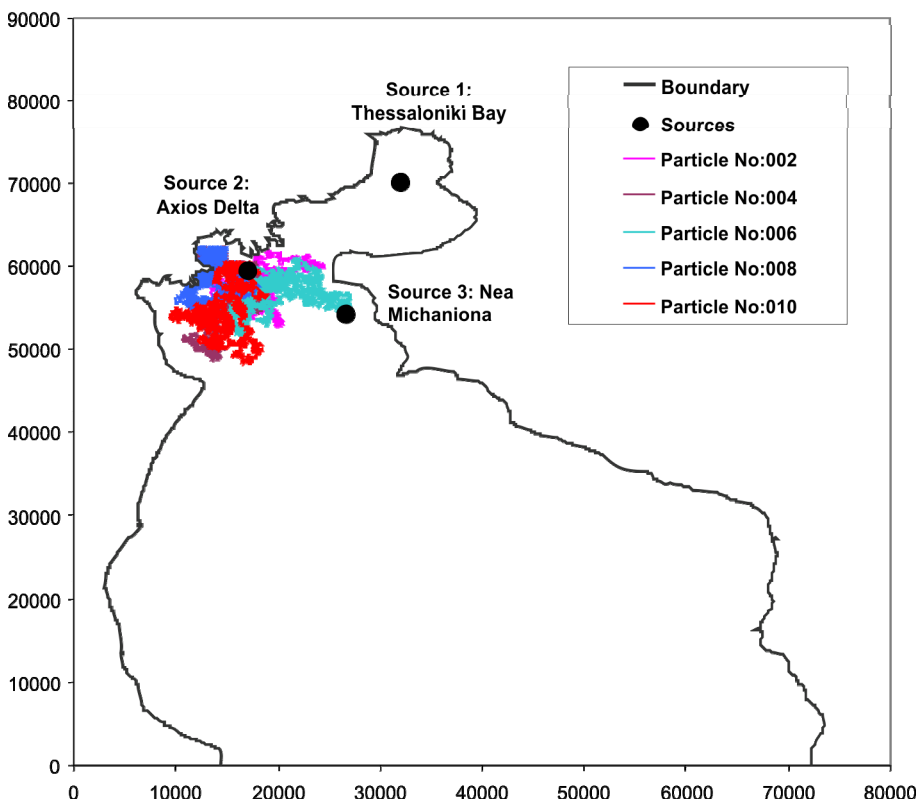 90000
80000
70000
60000
50000
40000
30000
20000
10000
0
0 10000 20000 30000 40000 50000 60000 70000 80000
Source 1:
Thessaloniki Bay
Source 2:
Axios Delta
Source 3: Nea
Michaniona
Boundary
Sources
Particle No:002
Particle No:004
Particle No:006
Particle No:008
Particle No:010